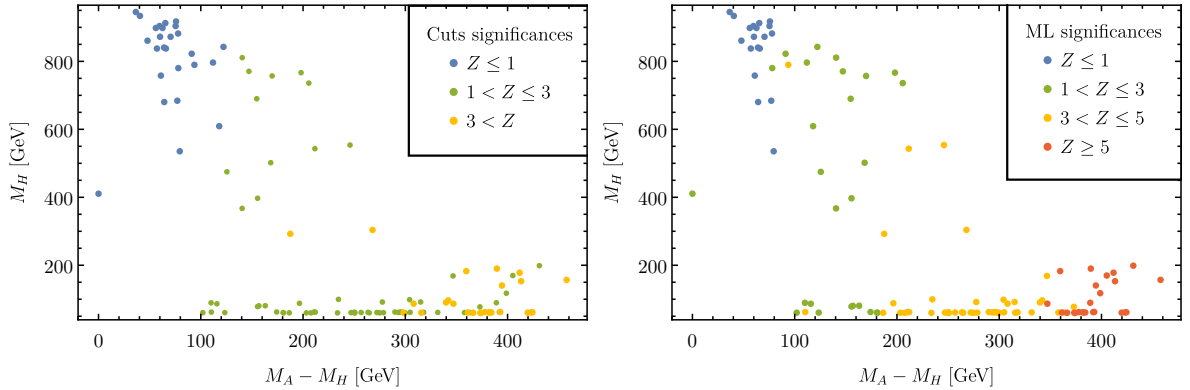 Cuts significances
Z ≤ 1
1 < Z ≤ 3
3 < Z
800
600
400
200
M_H [GeV]
0
100
200
300
400
M_A − M_H [GeV]
ML significances
Z ≤ 1
1 < Z ≤ 3
3 < Z ≤ 5
Z ≥ 5
800
600
400
200
M_H [GeV]
0
100
200
300
400
M_A − M_H [GeV]